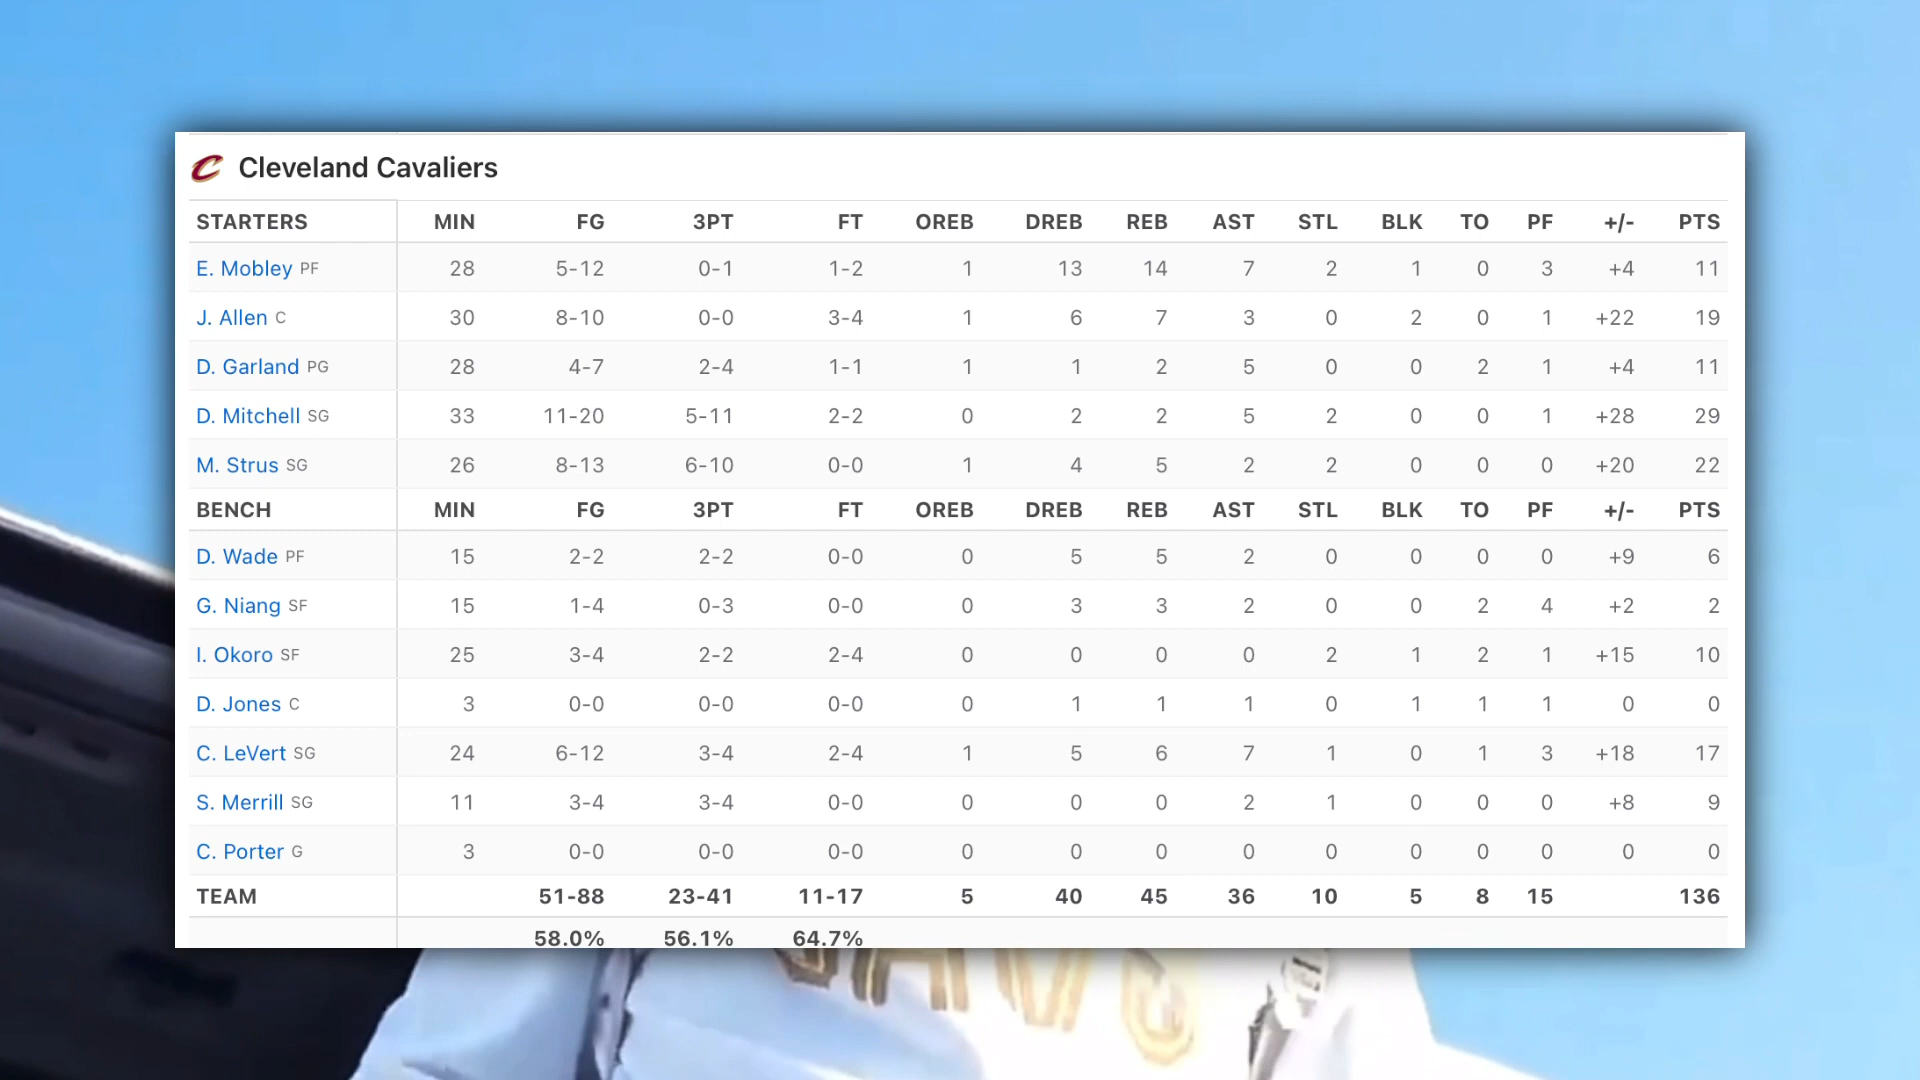 Cleveland Cavaliers
STARTERS MIN FG 3PT FT OREB DREB REB AST STL BLK TO PF +/- PTS
E. Mobley PF 28 5-12 0-1 1-2 1 13 14 7 2 1 0 3 +4 11
J. Allen C 30 8-10 0-0 3-4 1 6 7 3 0 2 0 1 +22 19
D. Garland PG 28 4-7 2-4 1-1 1 1 2 5 0 0 2 1 +4 11
D. Mitchell SG 33 11-20 5-11 2-2 0 2 2 5 2 0 0 1 +28 29
M. Strus SG 26 8-13 6-10 0-0 1 4 5 2 2 0 0 0 +20 22
BENCH MIN FG 3PT FT OREB DREB REB AST STL BLK TO PF +/- PTS
D. Wade PF 15 2-2 2-2 0-0 0 5 5 2 0 0 0 0 +9 6
G. Niang SF 15 1-4 0-3 0-0 0 3 3 2 0 0 2 4 +2 2
I. Okoro SF 25 3-4 2-2 2-4 0 0 0 0 2 1 2 1 +15 10
D. Jones C 3 0-0 0-0 0-0 0 1 1 1 0 1 1 1 0 0
C. LeVert SG 24 6-12 3-4 2-4 1 5 6 7 1 0 1 3 +18 17
S. Merrill SG 11 3-4 3-4 0-0 0 0 0 2 1 0 0 0 +8 9
C. Porter G 3 0-0 0-0 0-0 0 0 0 0 0 0 0 0 0 0
TEAM 51-88 23-41 11-17 5 40 45 36 10 5 8 15 136
58.0% 56.1% 64.7%